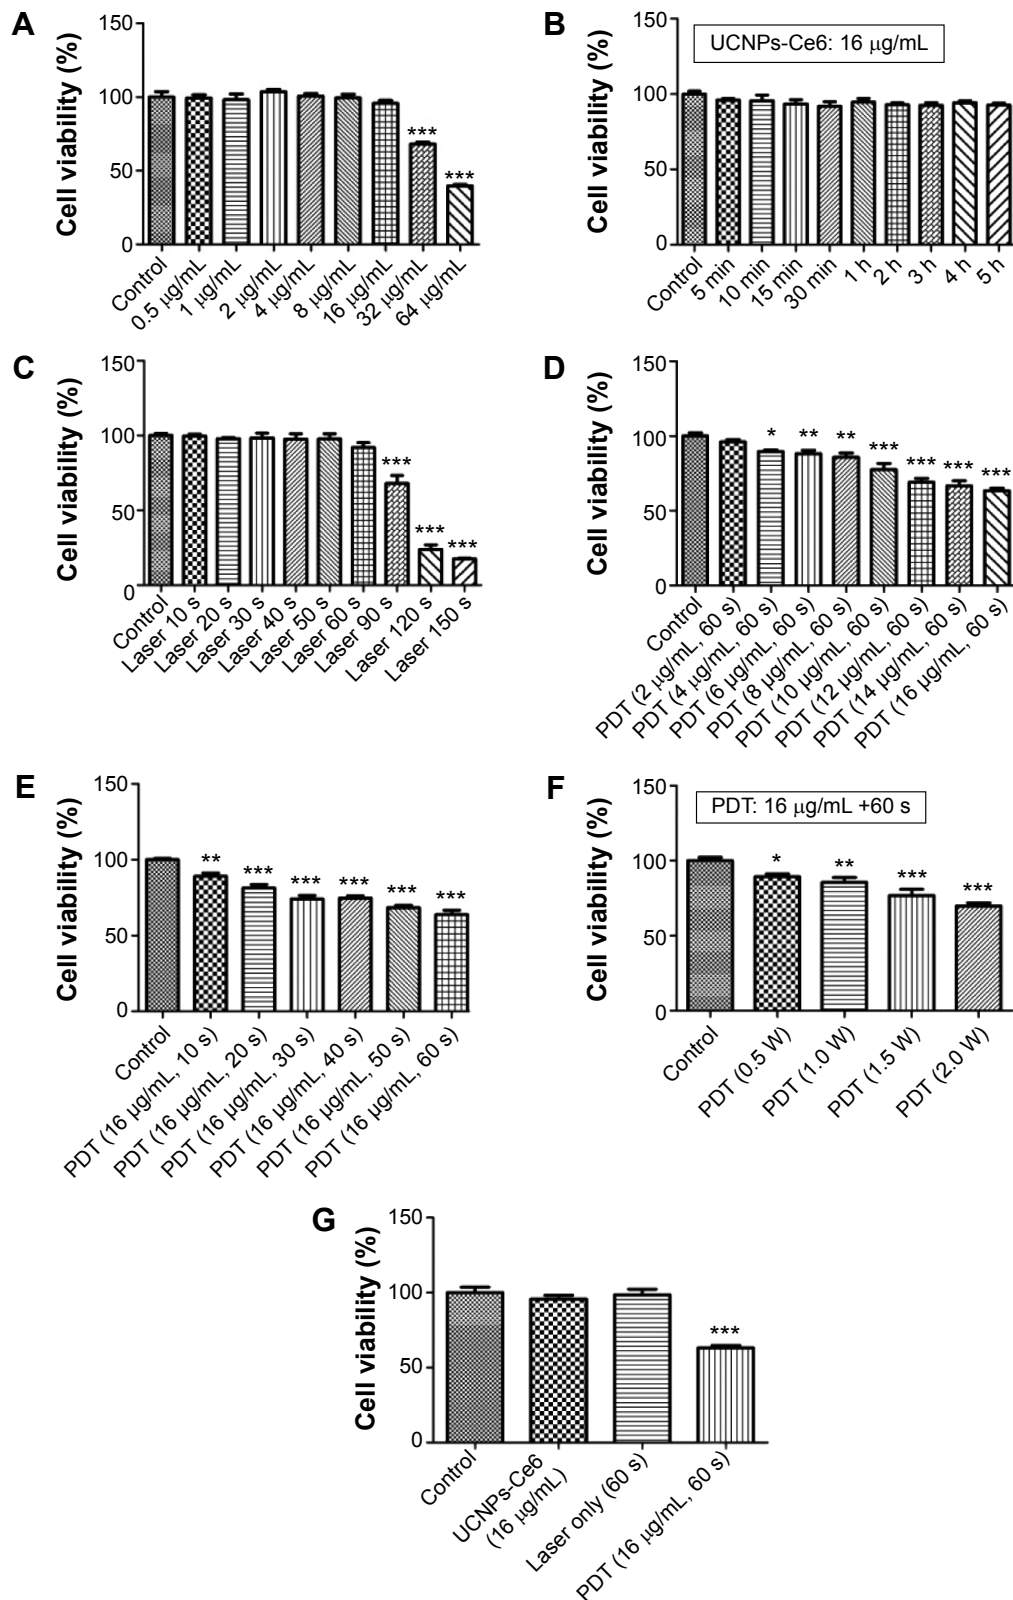 A
Cell viability (%)
150
100
50
0
Control
0.5 μg/mL
1 μg/mL
2 μg/mL
4 μg/mL
8 μg/mL
16 μg/mL
32 μg/mL
64 μg/mL
***
***
B
Cell viability (%)
150
100
50
0
UCNPs-Ce6: 16 μg/mL
Control
5 min
10 min
15 min
30 min
1 h
2 h
3 h
4 h
5 h
C
Cell viability (%)
150
100
50
0
***
***
***
Control
Laser 10 s
Laser 20 s
Laser 30 s
Laser 40 s
Laser 50 s
Laser 60 s
Laser 90 s
Laser 120 s
Laser 150 s
D
Cell viability (%)
150
100
50
0
*
**
**
***
***
***
***
Control
PDT (2 μg/mL, 60 s)
PDT (4 μg/mL, 60 s)
PDT (6 μg/mL, 60 s)
PDT (8 μg/mL, 60 s)
PDT (10 μg/mL, 60 s)
PDT (12 μg/mL, 60 s)
PDT (14 μg/mL, 60 s)
PDT (16 μg/mL, 60 s)
E
Cell viability (%)
150
100
50
0
**
***
***
***
***
***
Control
PDT (16 μg/mL, 10 s)
PDT (16 μg/mL, 20 s)
PDT (16 μg/mL, 30 s)
PDT (16 μg/mL, 40 s)
PDT (16 μg/mL, 50 s)
PDT (16 μg/mL, 60 s)
F
Cell viability (%)
150
100
50
0
PDT: 16 μg/mL +60 s
*
**
***
***
Control
PDT (0.5 W)
PDT (1.0 W)
PDT (1.5 W)
PDT (2.0 W)
G
Cell viability (%)
150
100
50
0
***
Control
UCNPs-Ce6
(16 μg/mL)
Laser only (60 s)
PDT (16 μg/mL, 60 s)